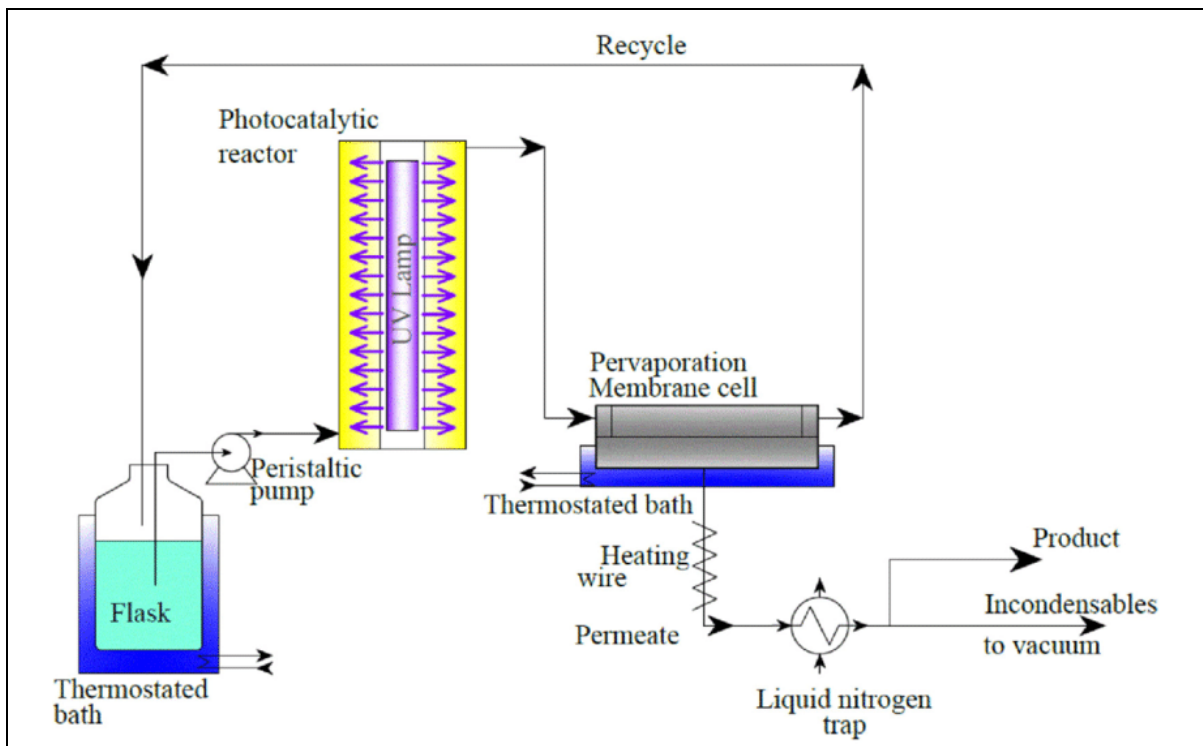 Recycle
Photocatalytic
reactor
UV Lamp
Pervaporation
Membrane cell
Peristaltic
pump
Thermostated bath
Heating
wire
Product
Flask
Permeate
Incondensables
to vacuum
Thermostated
bath
Liquid nitrogen
trap